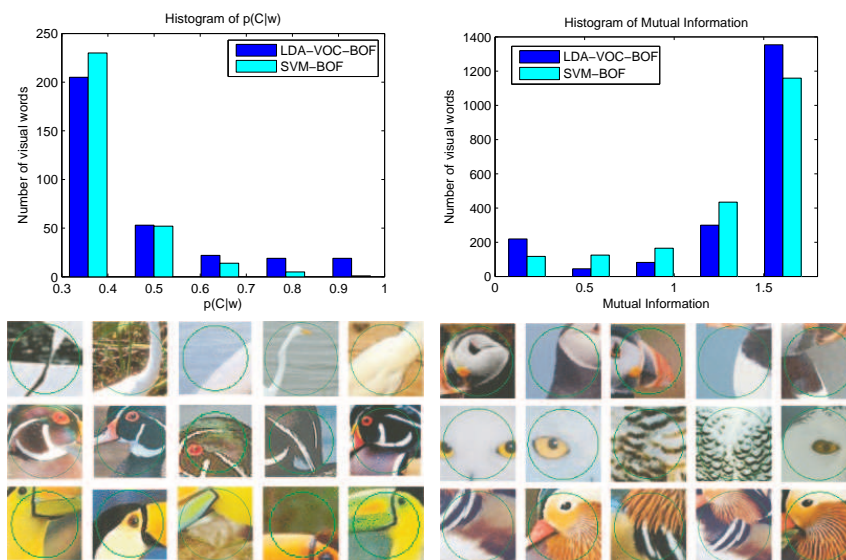 Histogram of p(C|w)
250
200
150
100
50
0
0.3 0.4 0.5 0.6 0.7 0.8 0.9 1
Number of visual words
p(C|w)
LDA−VOC−BOF
SVM−BOF
Histogram of Mutual Information
1400
1200
1000
800
600
400
200
0
0 0.5 1 1.5
Number of visual words
Mutual Information
LDA−VOC−BOF
SVM−BOF